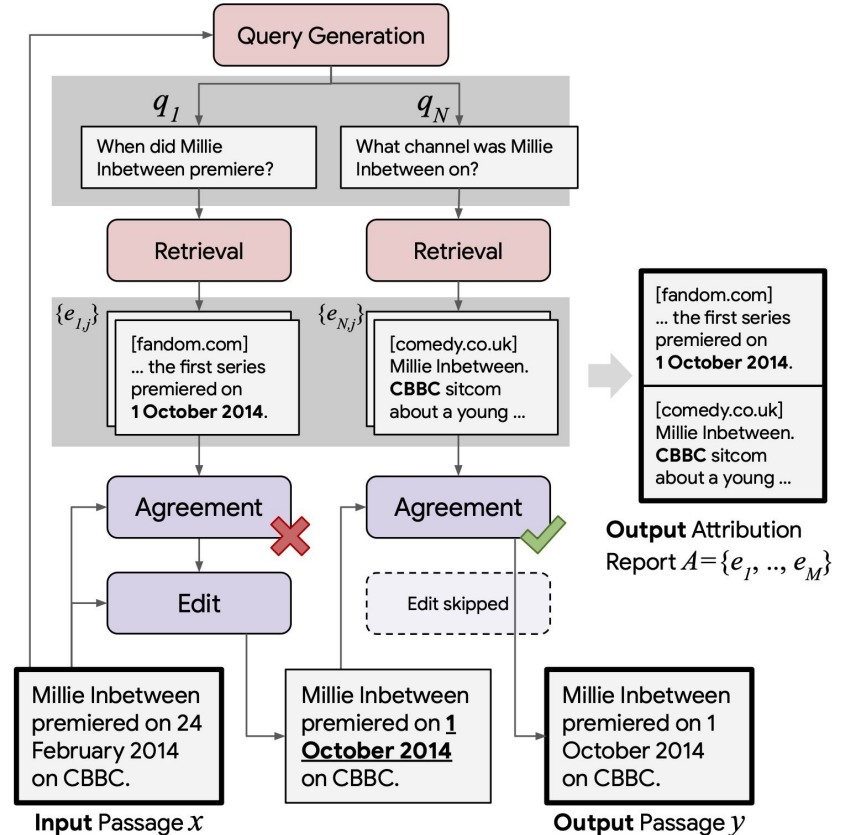 Query Generation
q1
qN
When did Millie
Inbetween premiere?
What channel was Millie
Inbetween on?
Retrieval
Retrieval
{e1,j}
{eN,j}
[fandom.com]
... the first series
premiered on
1 October 2014.
[comedy.co.uk]
Millie Inbetween.
CBBC sitcom
about a young ...
[fandom.com]
... the first series
premiered on
1 October 2014.
[comedy.co.uk]
Millie Inbetween.
CBBC sitcom
about a young ...
Output Attribution
Report A={e1, .., eM}
Agreement
Agreement
Edit
Edit skipped
Millie Inbetween
premiered on 24
February 2014
on CBBC.
Input Passage x
Millie Inbetween
premiered on 1
October 2014
on CBBC.
Millie Inbetween
premiered on 1
October 2014
on CBBC.
Output Passage y